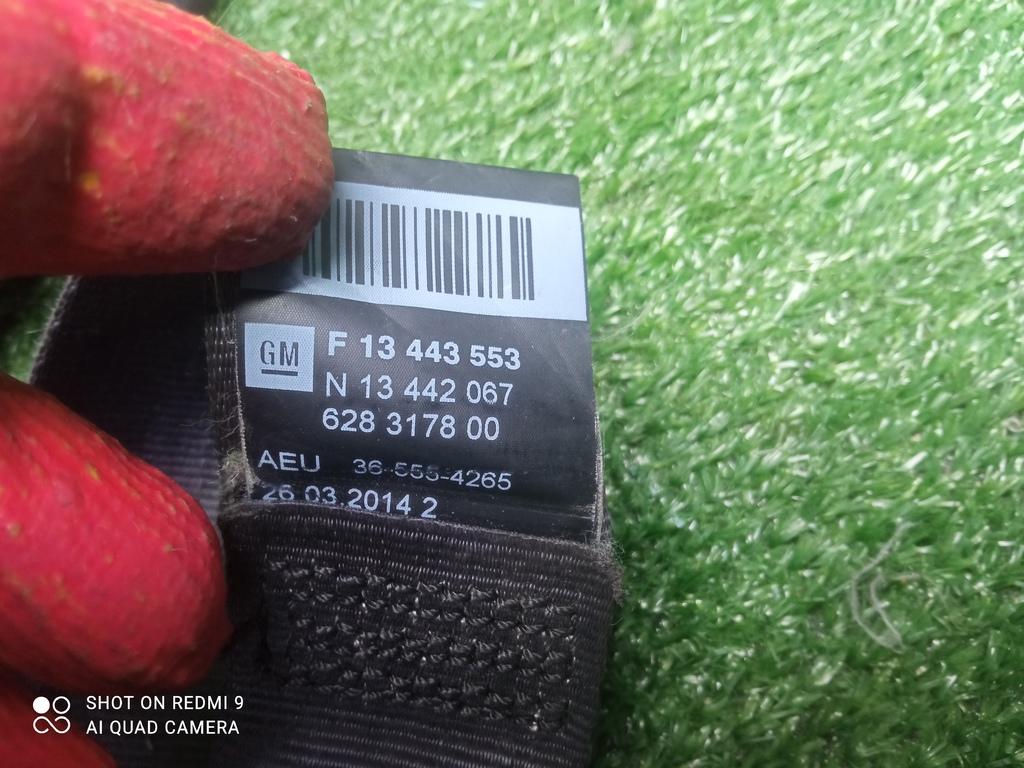 GM
F 13 443 553
N 13 442 067
628 3178 00
AEU 36-555-4265
26.03.2014 2
SHOT ON REDMI 9
AI QUAD CAMERA